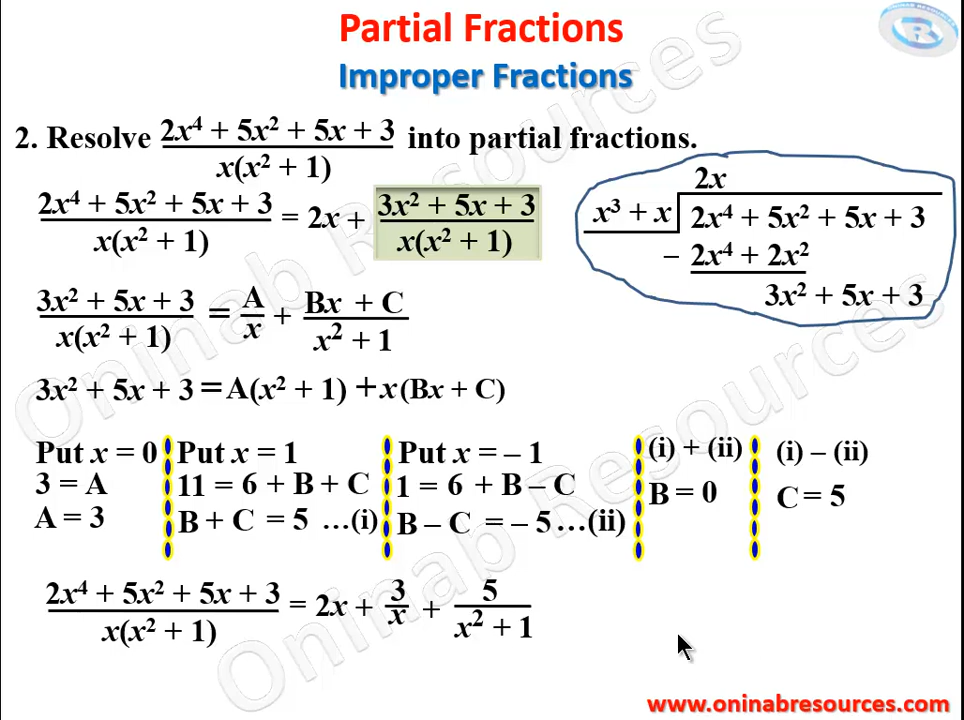 Partial Fractions
Improper Fractions
2. Resolve (2x⁴ + 5x² + 5x + 3)/(x(x² + 1)) into partial fractions.
(2x⁴ + 5x² + 5x + 3)/(x(x² + 1)) = 2x + (3x² + 5x + 3)/(x(x² + 1))
2x
x³ + x 2x⁴ + 5x² + 5x + 3
– 2x⁴ + 2x²
3x² + 5x + 3
(3x² + 5x + 3)/(x(x² + 1)) = A/x + (Bx + C)/(x² + 1)
3x² + 5x + 3 = A(x² + 1) + x(Bx + C)
Put x = 0
3 = A
A = 3
Put x = 1
11 = 6 + B + C
B + C = 5 …(i)
Put x = – 1
1 = 6 + B – C
B – C = – 5 …(ii)
(i) + (ii)
B = 0
(i) – (ii)
C = 5
(2x⁴ + 5x² + 5x + 3)/(x(x² + 1)) = 2x + 3/x + 5/(x² + 1)
www.oninabresources.com
Oninab Resources
Oninab Resources